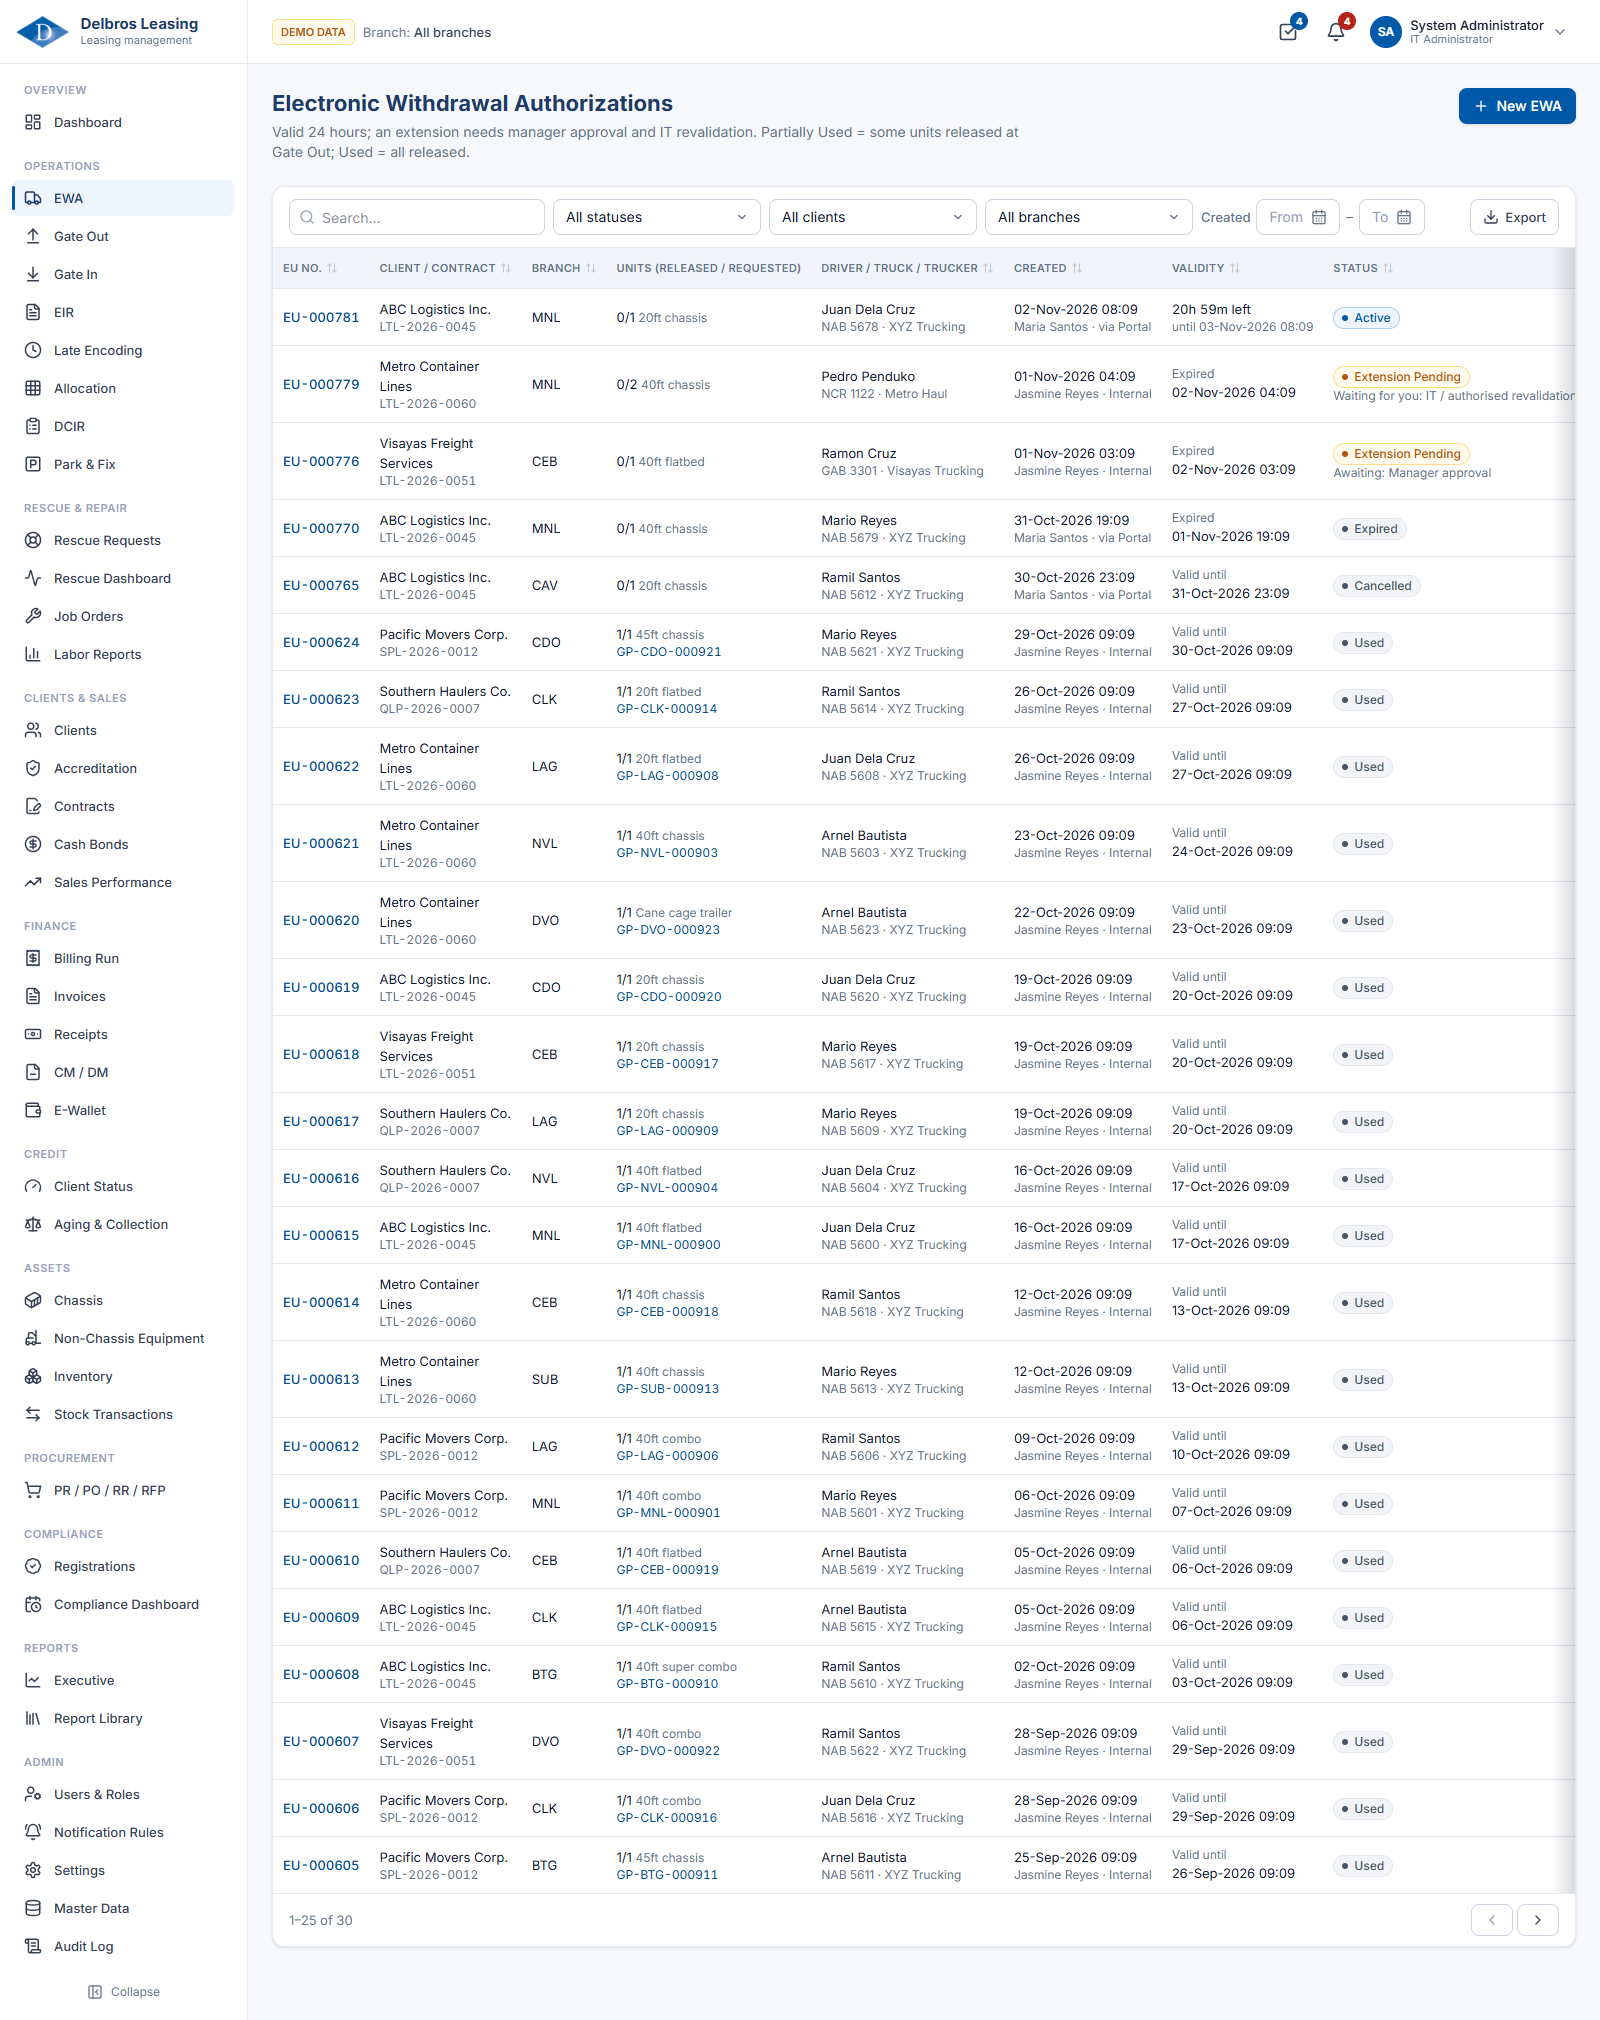 Delbros Leasing
Leasing management
DEMO DATA
Branch: All branches
4
4
SA
System Administrator
IT Administrator
OVERVIEW
Dashboard
OPERATIONS
EWA
Gate Out
Gate In
EIR
Late Encoding
Allocation
DCIR
Park & Fix
RESCUE & REPAIR
Rescue Requests
Rescue Dashboard
Job Orders
Labor Reports
CLIENTS & SALES
Clients
Accreditation
Contracts
Cash Bonds
Sales Performance
FINANCE
Billing Run
Invoices
Receipts
CM / DM
E-Wallet
CREDIT
Client Status
Aging & Collection
ASSETS
Chassis
Non-Chassis Equipment
Inventory
Stock Transactions
PROCUREMENT
PR / PO / RR / RFP
COMPLIANCE
Registrations
Compliance Dashboard
REPORTS
Executive
Report Library
ADMIN
Users & Roles
Notification Rules
Settings
Master Data
Audit Log
Collapse
Electronic Withdrawal Authorizations
Valid 24 hours; an extension needs manager approval and IT revalidation. Partially Used = some units released at
Gate Out; Used = all released.
+ New EWA
Search...
All statuses
All clients
All branches
Created From – To
Export
EU NO. CLIENT / CONTRACT BRANCH UNITS (RELEASED / REQUESTED) DRIVER / TRUCK / TRUCKER CREATED VALIDITY STATUS
EU-000781 ABC Logistics Inc. MNL 0/1 20ft chassis Juan Dela Cruz 02-Nov-2026 08:09 20h 59m left Active
LTL-2026-0045 NAB 5678 · XYZ Trucking Maria Santos · via Portal until 03-Nov-2026 08:09
EU-000779 Metro Container Lines MNL 0/2 40ft chassis Pedro Penduko 01-Nov-2026 04:09 Expired Extension Pending
LTL-2026-0060 NCR 1122 · Metro Haul Jasmine Reyes · Internal 02-Nov-2026 04:09 Waiting for you: IT / authorised revalidation
EU-000776 Visayas Freight Services CEB 0/1 40ft flatbed Ramon Cruz 01-Nov-2026 03:09 Expired Extension Pending
LTL-2026-0051 GAB 3301 · Visayas Trucking Jasmine Reyes · Internal 02-Nov-2026 03:09 Awaiting: Manager approval
EU-000770 ABC Logistics Inc. MNL 0/1 40ft chassis Mario Reyes 31-Oct-2026 19:09 Expired Expired
LTL-2026-0045 NAB 5679 · XYZ Trucking Maria Santos · via Portal 01-Nov-2026 19:09
EU-000765 ABC Logistics Inc. CAV 0/1 20ft chassis Ramil Santos 30-Oct-2026 23:09 Valid until Cancelled
LTL-2026-0045 NAB 5612 · XYZ Trucking Maria Santos · via Portal 31-Oct-2026 23:09
EU-000624 Pacific Movers Corp. CDO 1/1 45ft chassis Mario Reyes 29-Oct-2026 09:09 Valid until Used
SPL-2026-0012 GP-CDO-000921 NAB 5621 · XYZ Trucking Jasmine Reyes · Internal 30-Oct-2026 09:09
EU-000623 Southern Haulers Co. CLK 1/1 20ft flatbed Ramil Santos 26-Oct-2026 09:09 Valid until Used
QLP-2026-0007 GP-CLK-000914 NAB 5614 · XYZ Trucking Jasmine Reyes · Internal 27-Oct-2026 09:09
EU-000622 Metro Container Lines LAG 1/1 20ft flatbed Juan Dela Cruz 26-Oct-2026 09:09 Valid until Used
LTL-2026-0060 GP-LAG-000908 NAB 5608 · XYZ Trucking Jasmine Reyes · Internal 27-Oct-2026 09:09
EU-000621 Metro Container Lines NVL 1/1 40ft chassis Arnel Bautista 23-Oct-2026 09:09 Valid until Used
LTL-2026-0060 GP-NVL-000903 NAB 5603 · XYZ Trucking Jasmine Reyes · Internal 24-Oct-2026 09:09
EU-000620 Metro Container Lines DVO 1/1 Cane cage trailer Arnel Bautista 22-Oct-2026 09:09 Valid until Used
LTL-2026-0060 GP-DVO-000923 NAB 5623 · XYZ Trucking Jasmine Reyes · Internal 23-Oct-2026 09:09
EU-000619 ABC Logistics Inc. CDO 1/1 20ft chassis Juan Dela Cruz 19-Oct-2026 09:09 Valid until Used
LTL-2026-0045 GP-CDO-000920 NAB 5620 · XYZ Trucking Jasmine Reyes · Internal 20-Oct-2026 09:09
EU-000618 Visayas Freight Services CEB 1/1 20ft chassis Mario Reyes 19-Oct-2026 09:09 Valid until Used
LTL-2026-0051 GP-CEB-000917 NAB 5617 · XYZ Trucking Jasmine Reyes · Internal 20-Oct-2026 09:09
EU-000617 Southern Haulers Co. LAG 1/1 20ft chassis Mario Reyes 19-Oct-2026 09:09 Valid until Used
QLP-2026-0007 GP-LAG-000909 NAB 5609 · XYZ Trucking Jasmine Reyes · Internal 20-Oct-2026 09:09
EU-000616 Southern Haulers Co. NVL 1/1 40ft flatbed Juan Dela Cruz 16-Oct-2026 09:09 Valid until Used
QLP-2026-0007 GP-NVL-000904 NAB 5604 · XYZ Trucking Jasmine Reyes · Internal 17-Oct-2026 09:09
EU-000615 ABC Logistics Inc. MNL 1/1 40ft flatbed Juan Dela Cruz 16-Oct-2026 09:09 Valid until Used
LTL-2026-0045 GP-MNL-000900 NAB 5600 · XYZ Trucking Jasmine Reyes · Internal 17-Oct-2026 09:09
EU-000614 Metro Container Lines CEB 1/1 40ft chassis Ramil Santos 12-Oct-2026 09:09 Valid until Used
LTL-2026-0060 GP-CEB-000918 NAB 5618 · XYZ Trucking Jasmine Reyes · Internal 13-Oct-2026 09:09
EU-000613 Metro Container Lines SUB 1/1 40ft chassis Mario Reyes 12-Oct-2026 09:09 Valid until Used
LTL-2026-0060 GP-SUB-000913 NAB 5613 · XYZ Trucking Jasmine Reyes · Internal 13-Oct-2026 09:09
EU-000612 Pacific Movers Corp. LAG 1/1 40ft combo Ramil Santos 09-Oct-2026 09:09 Valid until Used
SPL-2026-0012 GP-LAG-000906 NAB 5606 · XYZ Trucking Jasmine Reyes · Internal 10-Oct-2026 09:09
EU-000611 Pacific Movers Corp. MNL 1/1 40ft combo Mario Reyes 06-Oct-2026 09:09 Valid until Used
SPL-2026-0012 GP-MNL-000901 NAB 5601 · XYZ Trucking Jasmine Reyes · Internal 07-Oct-2026 09:09
EU-000610 Southern Haulers Co. CEB 1/1 40ft flatbed Arnel Bautista 05-Oct-2026 09:09 Valid until Used
QLP-2026-0007 GP-CEB-000919 NAB 5619 · XYZ Trucking Jasmine Reyes · Internal 06-Oct-2026 09:09
EU-000609 ABC Logistics Inc. CLK 1/1 40ft flatbed Arnel Bautista 05-Oct-2026 09:09 Valid until Used
LTL-2026-0045 GP-CLK-000915 NAB 5615 · XYZ Trucking Jasmine Reyes · Internal 06-Oct-2026 09:09
EU-000608 ABC Logistics Inc. BTG 1/1 40ft super combo Ramil Santos 02-Oct-2026 09:09 Valid until Used
LTL-2026-0045 GP-BTG-000910 NAB 5610 · XYZ Trucking Jasmine Reyes · Internal 03-Oct-2026 09:09
EU-000607 Visayas Freight Services DVO 1/1 40ft combo Ramil Santos 28-Sep-2026 09:09 Valid until Used
LTL-2026-0051 GP-DVO-000922 NAB 5622 · XYZ Trucking Jasmine Reyes · Internal 29-Sep-2026 09:09
EU-000606 Pacific Movers Corp. CLK 1/1 40ft combo Juan Dela Cruz 28-Sep-2026 09:09 Valid until Used
SPL-2026-0012 GP-CLK-000916 NAB 5616 · XYZ Trucking Jasmine Reyes · Internal 29-Sep-2026 09:09
EU-000605 Pacific Movers Corp. BTG 1/1 45ft chassis Arnel Bautista 25-Sep-2026 09:09 Valid until Used
SPL-2026-0012 GP-BTG-000911 NAB 5611 · XYZ Trucking Jasmine Reyes · Internal 26-Sep-2026 09:09
1–25 of 30